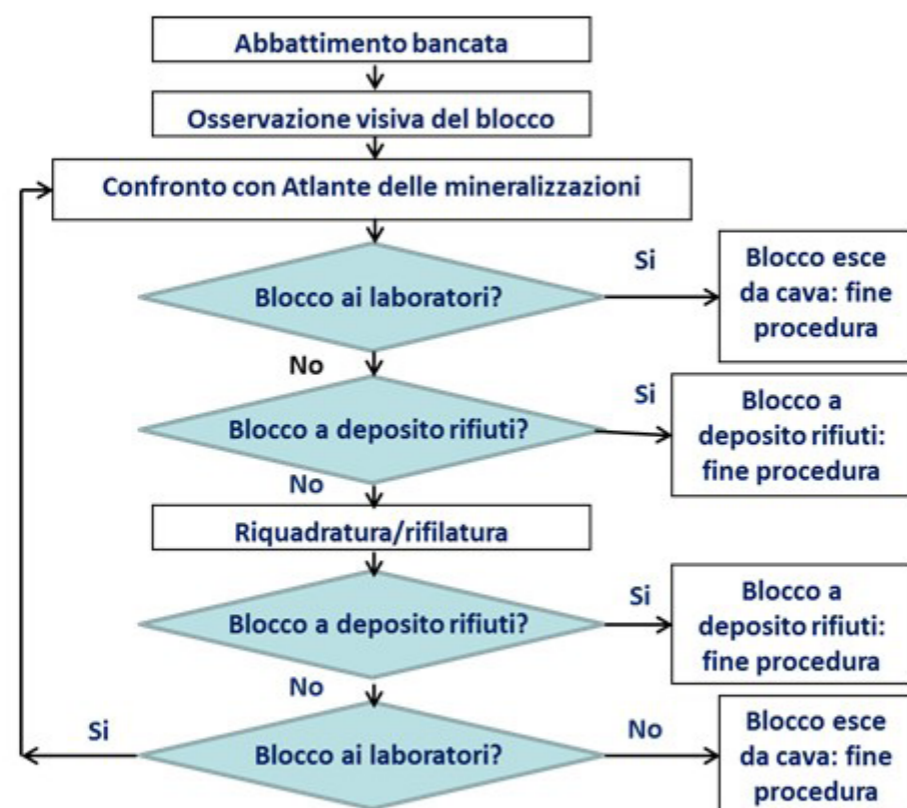 Abbattimento bancata
Osservazione visiva del blocco
Confronto con Atlante delle mineralizzazioni
Blocco ai laboratori?
Si
Blocco esce
da cava: fine
procedura
No
Blocco a deposito rifiuti?
Si
Blocco a
deposito rifiuti:
fine procedura
No
Riquadratura/rifilatura
Blocco a deposito rifiuti?
Si
Blocco a
deposito rifiuti:
fine procedura
No
Si
Blocco ai laboratori?
No
Blocco esce
da cava: fine
procedura